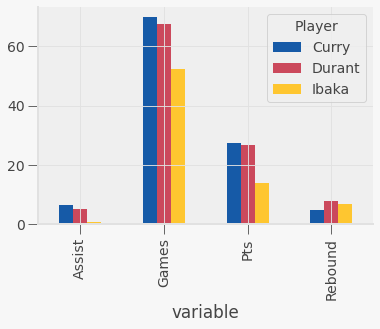 Player
Curry
Durant
Ibaka
60
40
20
0
Assist
Games
Pts
Rebound
variable